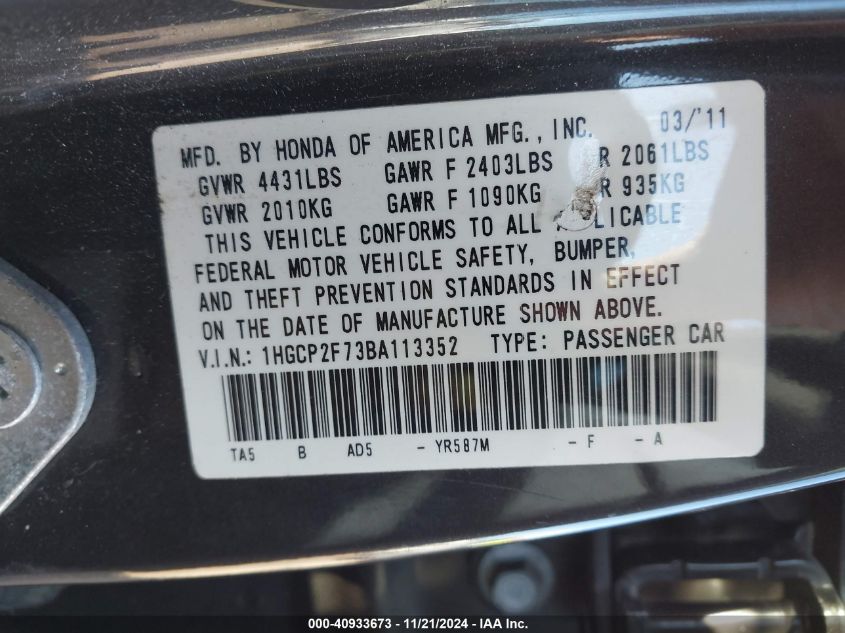 MFD. BY HONDA OF AMERICA MFG., INC. 03/'11
GVWR 4431LBS GAWR F 2403LBS R 2061LBS
GVWR 2010KG GAWR F 1090KG R 935KG
THIS VEHICLE CONFORMS TO ALL LICABLE
FEDERAL MOTOR VEHICLE SAFETY, BUMPER,
AND THEFT PREVENTION STANDARDS IN EFFECT
ON THE DATE OF MANUFACTURE SHOWN ABOVE.
V.I.N.: 1HGCP2F73BA113352 TYPE: PASSENGER CAR
TA5 B AD5 - YR587M - F - A
000-40933673 - 11/21/2024 - IAA Inc.